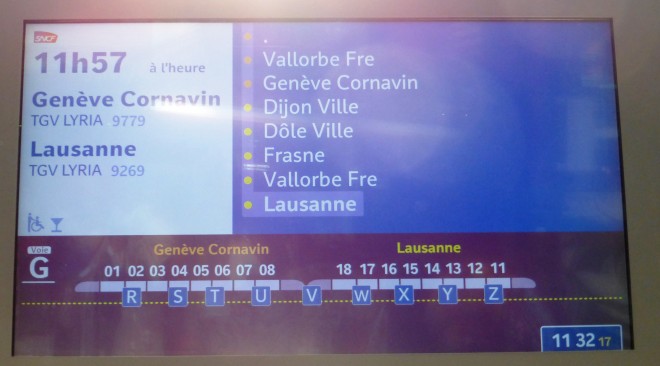 SNCF
11h57 à l'heure
Genève Cornavin
TGV LYRIA 9779
Lausanne
TGV LYRIA 9269
Vallorbe Fre
Genève Cornavin
Dijon Ville
Dôle Ville
Frasne
Vallorbe Fre
Lausanne
Voie
G
Genève Cornavin Lausanne
01 02 03 04 05 06 07 08 18 17 16 15 14 13 12 11
R S T U V W X Y Z
11 32 17